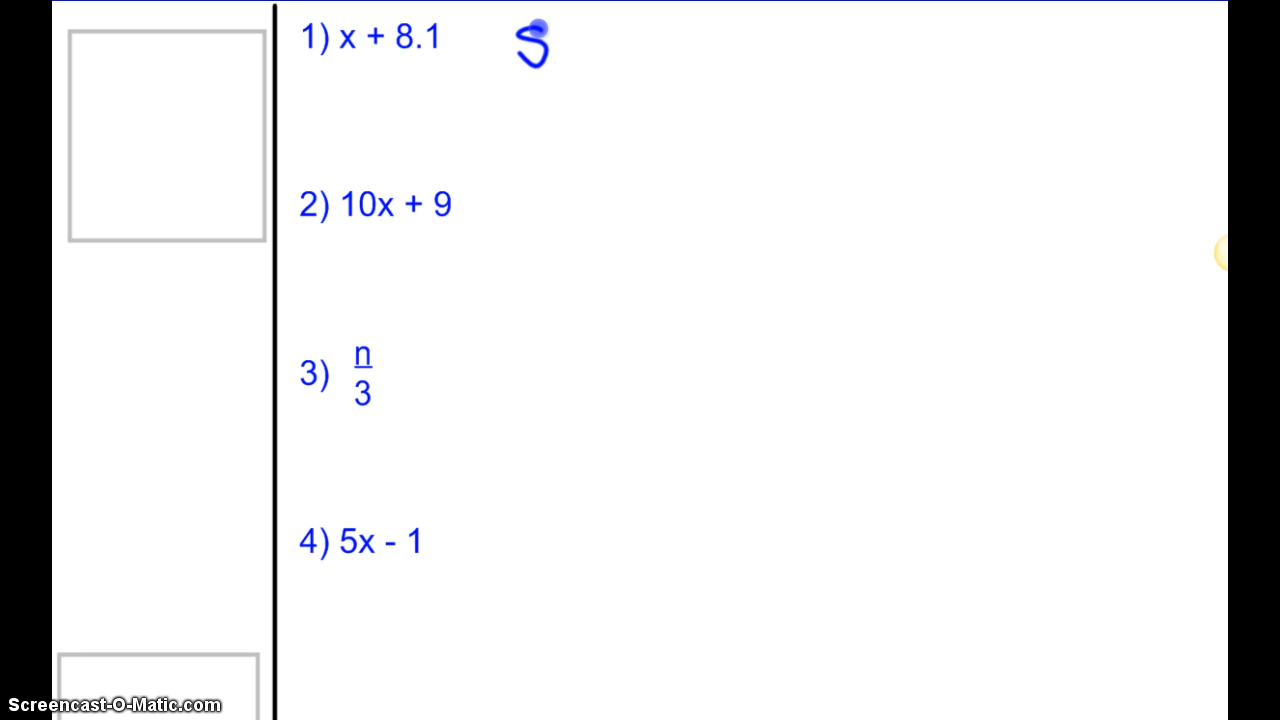 1) x + 8.1 S
2) 10x + 9
3) n
3
4) 5x - 1
Screencast-O-Matic.com